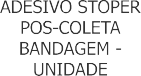 ADESIVO STOPER
POS-COLETA
BANDAGEM -
UNIDADE